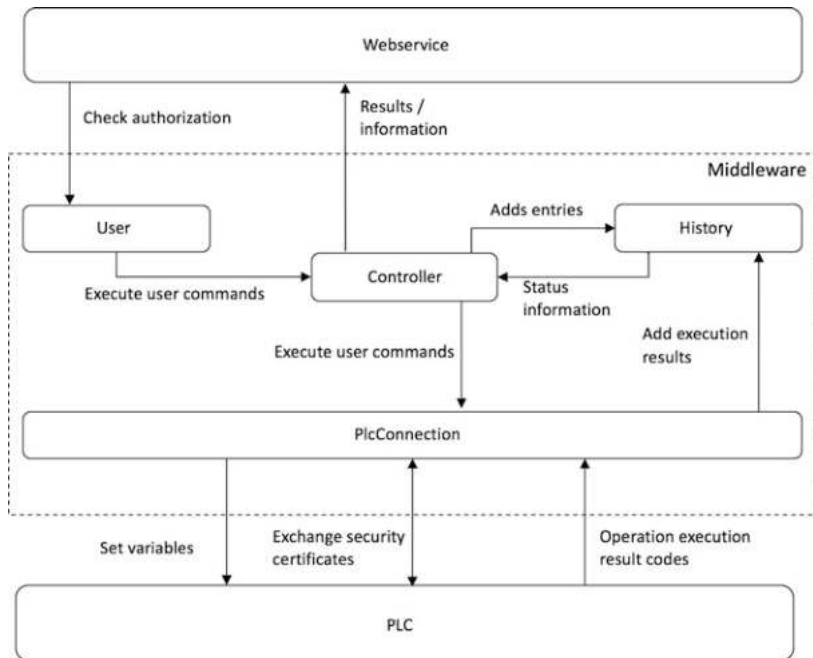 Webservice
Check authorization
Results /
information
Middleware
User
Adds entries
History
Execute user commands
Controller
Status
information
Execute user commands
Add execution
results
PlcConnection
Set variables
Exchange security
certificates
Operation execution
result codes
PLC